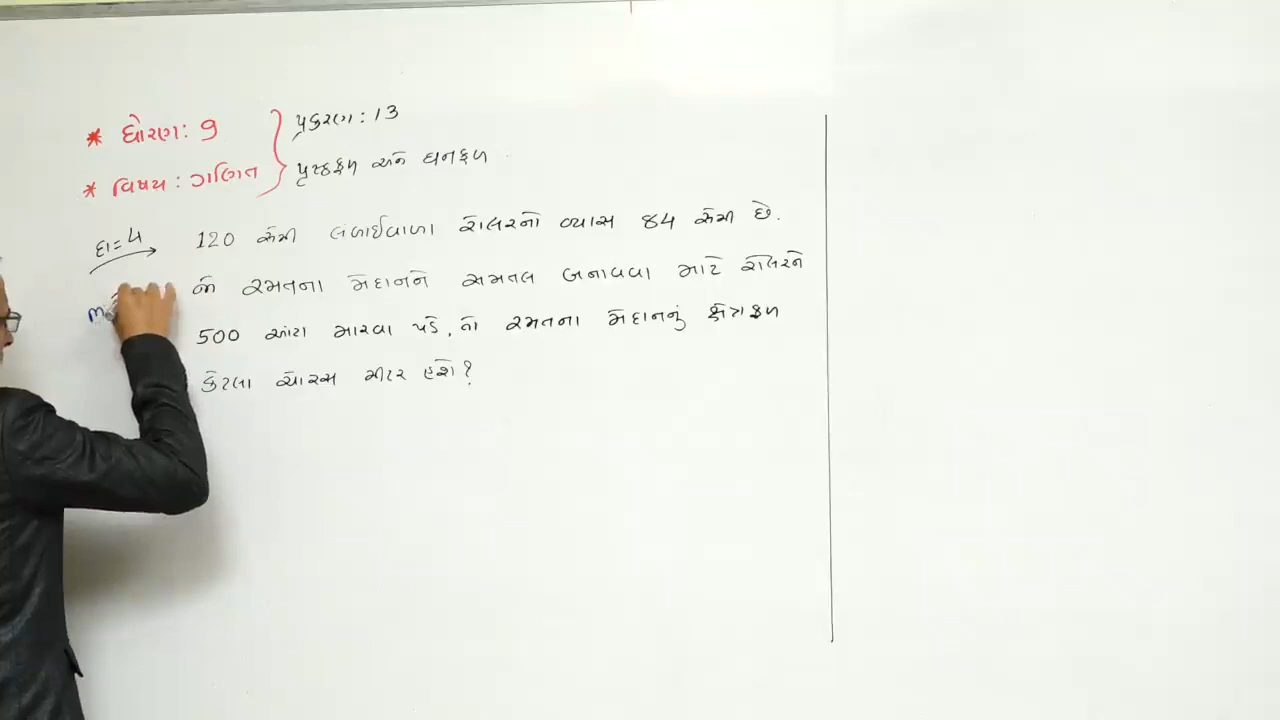 * ધોરણ: 9
* વિષય : ગણિત
પ્રકરણ : 13
પૃષ્ઠફળ અને ઘનફળ
દા=4 120 સેમી લંબાઈવાળા રોલરનો વ્યાસ 84 સેમી છે.
જો રમતના મેદાનને સમતલ બનાવવા માટે રોલરને
500 આંટા મારવા પડે, તો રમતના મેદાનનું ક્ષેત્રફળ
કેટલા ચોરસ મીટર હશે?